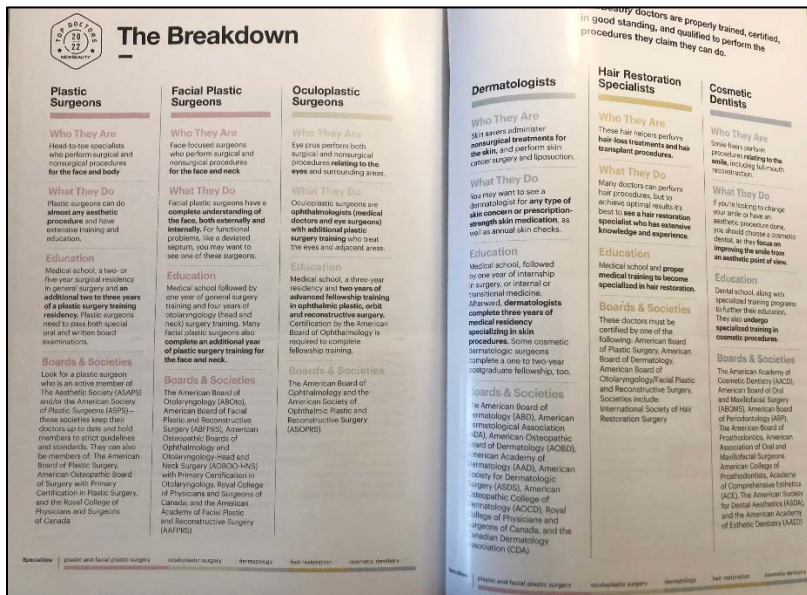 TOP DOCTORS
20
22
NEWBEAUTY
The Breakdown
Plastic
Surgeons
Who They Are
Head-to-toe specialists
who perform surgical and
nonsurgical procedures
for the face and body
What They Do
Plastic surgeons can do
almost any aesthetic
procedure and have
extensive training and
education.
Education
Medical school, a two- or
five year surgical residency
in general surgery and an
additional two to three years
of a plastic surgery training
residency. Plastic surgeons
need to pass both special
oral and written board
examinations.
Boards & Societies
Look for a plastic surgeon
who is an active member of
The Aesthetic Society (ASAPS)
and/or the American Society
of Plastic Surgeons (ASPS)—
these societies keep their
doctors up to date and hold
members to strict guidelines
and standards. They can also
be members of: The American
Board of Plastic Surgery,
American Osteopathic Board
of Surgery with Primary
Certification in Plastic Surgery,
and the Royal College of
Physicians and Surgeons
of Canada
Facial Plastic
Surgeons
Who They Are
Face-focused surgeons
who perform surgical and
nonsurgical procedures
for the face and neck
What They Do
Facial plastic surgeons have a
complete understanding of
the face, both externally and
internally. For functional
problems, like a deviated
septum, you may want to
see one of these surgeons.
Education
Medical school followed by
one year of general surgery
training and four years of
otolaryngology (head and
neck) surgery training. Many
facial plastic surgeons also
complete an additional year
of plastic surgery training for
the face and neck.
Boards & Societies
The American Board of
Otolaryngology (ABOto),
American Board of Facial
Plastic and Reconstructive
Surgery (ABFPRS), American
Osteopathic Boards of
Ophthalmology and
Otolaryngology-Head and
Neck Surgery (AOBOO-HNS)
with Primary Certification in
Otolaryngology, Royal College
of Physicians and Surgeons of
Canada, and the American
Academy of Facial Plastic
and Reconstructive Surgery
(AAFPRS)
Oculoplastic
Surgeons
Who They Are
Eye pros perform both
surgical and nonsurgical
procedures relating to the
eyes and surrounding areas.
What They Do
Oculoplastic surgeons are
ophthalmologists (medical
doctors and eye surgeons)
with additional plastic
surgery training who treat
the eyes and adjacent areas.
Education
Medical school, a three-year
residency and two years of
advanced fellowship training
in ophthalmic plastic, orbit
and reconstructive surgery.
Certification by the American
Board of Ophthalmology is
required to complete
fellowship training.
Boards & Societies
The American Board of
Ophthalmology and the
American Society of
Ophthalmic Plastic and
Reconstructive Surgery
(ASOPRS)
Specialties: plastic and facial plastic surgery oculoplastic surgery dermatology hair restoration cosmetic dentistry
Beauty doctors are properly trained, certified,
in good standing, and qualified to perform the
procedures they claim they can do.
Dermatologists
Who They Are
Skin savers administer
nonsurgical treatments for
the skin, and perform skin
cancer surgery and liposuction.
What They Do
You may want to see a
dermatologist for any type of
skin concern or prescription-
strength skin medication, as
well as annual skin checks.
Education
Medical school, followed
by one year of internship
in surgery, or internal or
transitional medicine.
Afterward, dermatologists
complete three years of
medical residency
specializing in skin
procedures. Some cosmetic
dermatologic surgeons
complete a one to two-year
postgraduate fellowship, too.
Boards & Societies
The American Board of
Dermatology (ABD), American
Dermatological Association
(ADA), American Osteopathic
Board of Dermatology (AOBD),
American Academy of
Dermatology (AAD), American
Society for Dermatologic
Surgery (ASDS), American
Osteopathic College of
Dermatology (AOCD), Royal
College of Physicians and
Surgeons of Canada, and the
Canadian Dermatology
Association (CDA)
Hair Restoration
Specialists
Who They Are
These hair helpers perform
hair-loss treatments and hair
transplant procedures.
What They Do
Many doctors can perform
hair procedures, but to
achieve optimal results it's
best to see a hair restoration
specialist who has extensive
knowledge and experience.
Education
Medical school and proper
medical training to become
specialized in hair restoration.
Boards & Societies
These doctors must be
certified by one of the
following: American Board
of Plastic Surgery, American
Board of Dermatology,
American Board of
Otolaryngology/Facial Plastic
and Reconstructive Surgery,
Societies include:
International Society of Hair
Restoration Surgery
Cosmetic
Dentists
Who They Are
Smile fixers perform
procedures relating to the
smile, including full-mouth
reconstruction.
What They Do
If you're looking to change
your smile or have an
aesthetic procedure done,
you should choose a cosmetic
dentist, as they focus on
improving the smile from
an aesthetic point of view.
Education
Dental school, along with
specialized training programs
to further their education.
They also undergo
specialized training in
cosmetic procedures.
Boards & Societies
The American Academy of
Cosmetic Dentistry (AACD),
American Board of Oral
and Maxillofacial Surgery
(ABOMS), American Board
of Periodontology (ABP),
The American Board of
Prosthodontics, American
Association of Oral and
Maxillofacial Surgeons,
American College of
Prosthodontists, Academy
of Comprehensive Esthetics
(ACE), The American Society
for Dental Aesthetics (ASDA),
and the American Academy
of Esthetic Dentistry (AAED)
Specialties: plastic and facial plastic surgery oculoplastic surgery dermatology hair restoration cosmetic dentistry